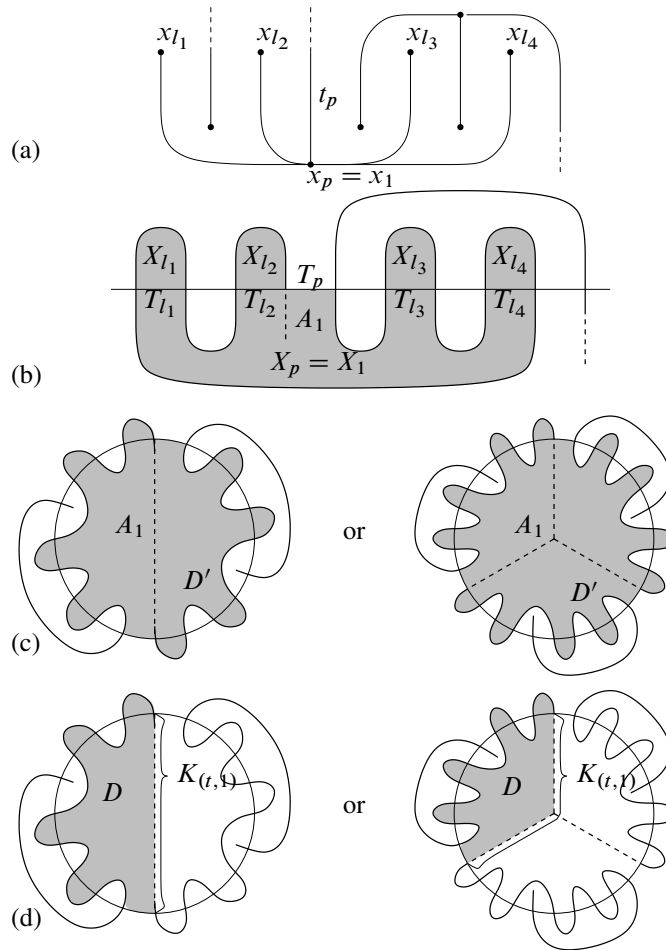 x_{l_1} x_{l_2} x_{l_3} x_{l_4}
t_p
(a)
x_p = x_1
X_{l_1} X_{l_2} X_{l_3} X_{l_4}
T_p
T_{l_1} T_{l_2} A_1 T_{l_3} T_{l_4}
X_p = X_1
(b)
A_1 or A_1
D′ D′
(c)
D K_{(t,1)} or D K_{(t,1)}
(d)